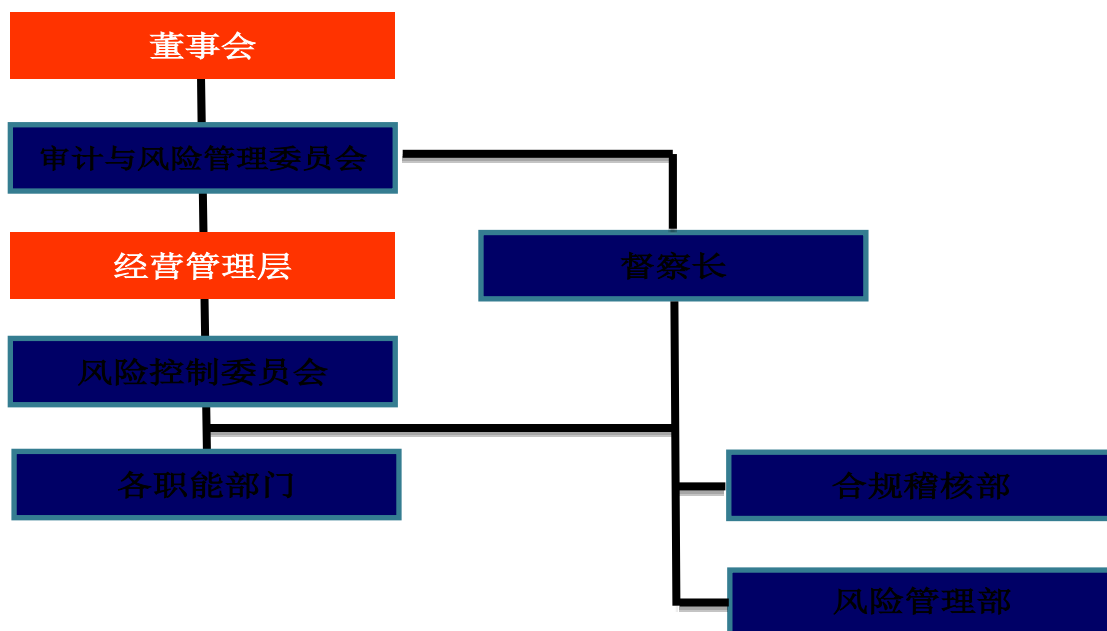 董事会
审计与风险管理委员会
经营管理层
督察长
风险控制委员会
各职能部门
合规稽核部
风险管理部